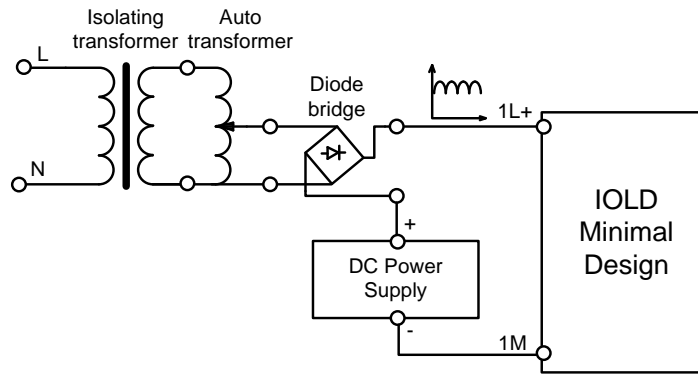 Isolating
transformer
Auto
transformer
L
N
Diode
bridge
1L+
IOLD
Minimal
Design
+
DC Power
Supply
-
1M